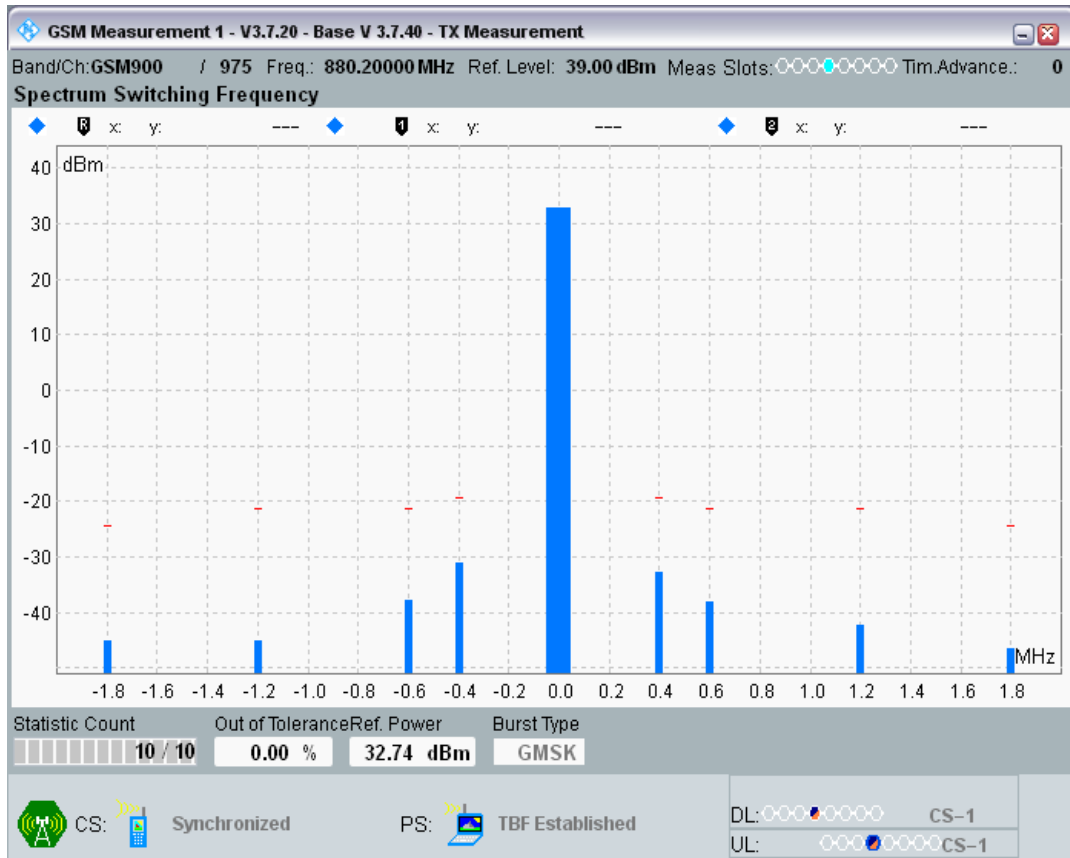 GSM Measurement 1 - V3.7.20 - Base V 3.7.40 - TX Measurement
Band/Ch:GSM900 / 975 Freq.: 880.20000 MHz Ref. Level: 39.00 dBm Meas Slots: Tim.Advance.: 0
Spectrum Switching Frequency
R x: y: --- 1 x: y: --- 2 x: y: ---
dBm
40
30
20
10
0
-10
-20
-30
-40
MHz
-1.8 -1.6 -1.4 -1.2 -1.0 -0.8 -0.6 -0.4 -0.2 0.0 0.2 0.4 0.6 0.8 1.0 1.2 1.4 1.6 1.8
Statistic Count Out of Tolerance Ref. Power Burst Type
10 / 10 0.00 % 32.74 dBm GMSK
CS: Synchronized PS: TBF Established
DL: CS-1
UL: CS-1